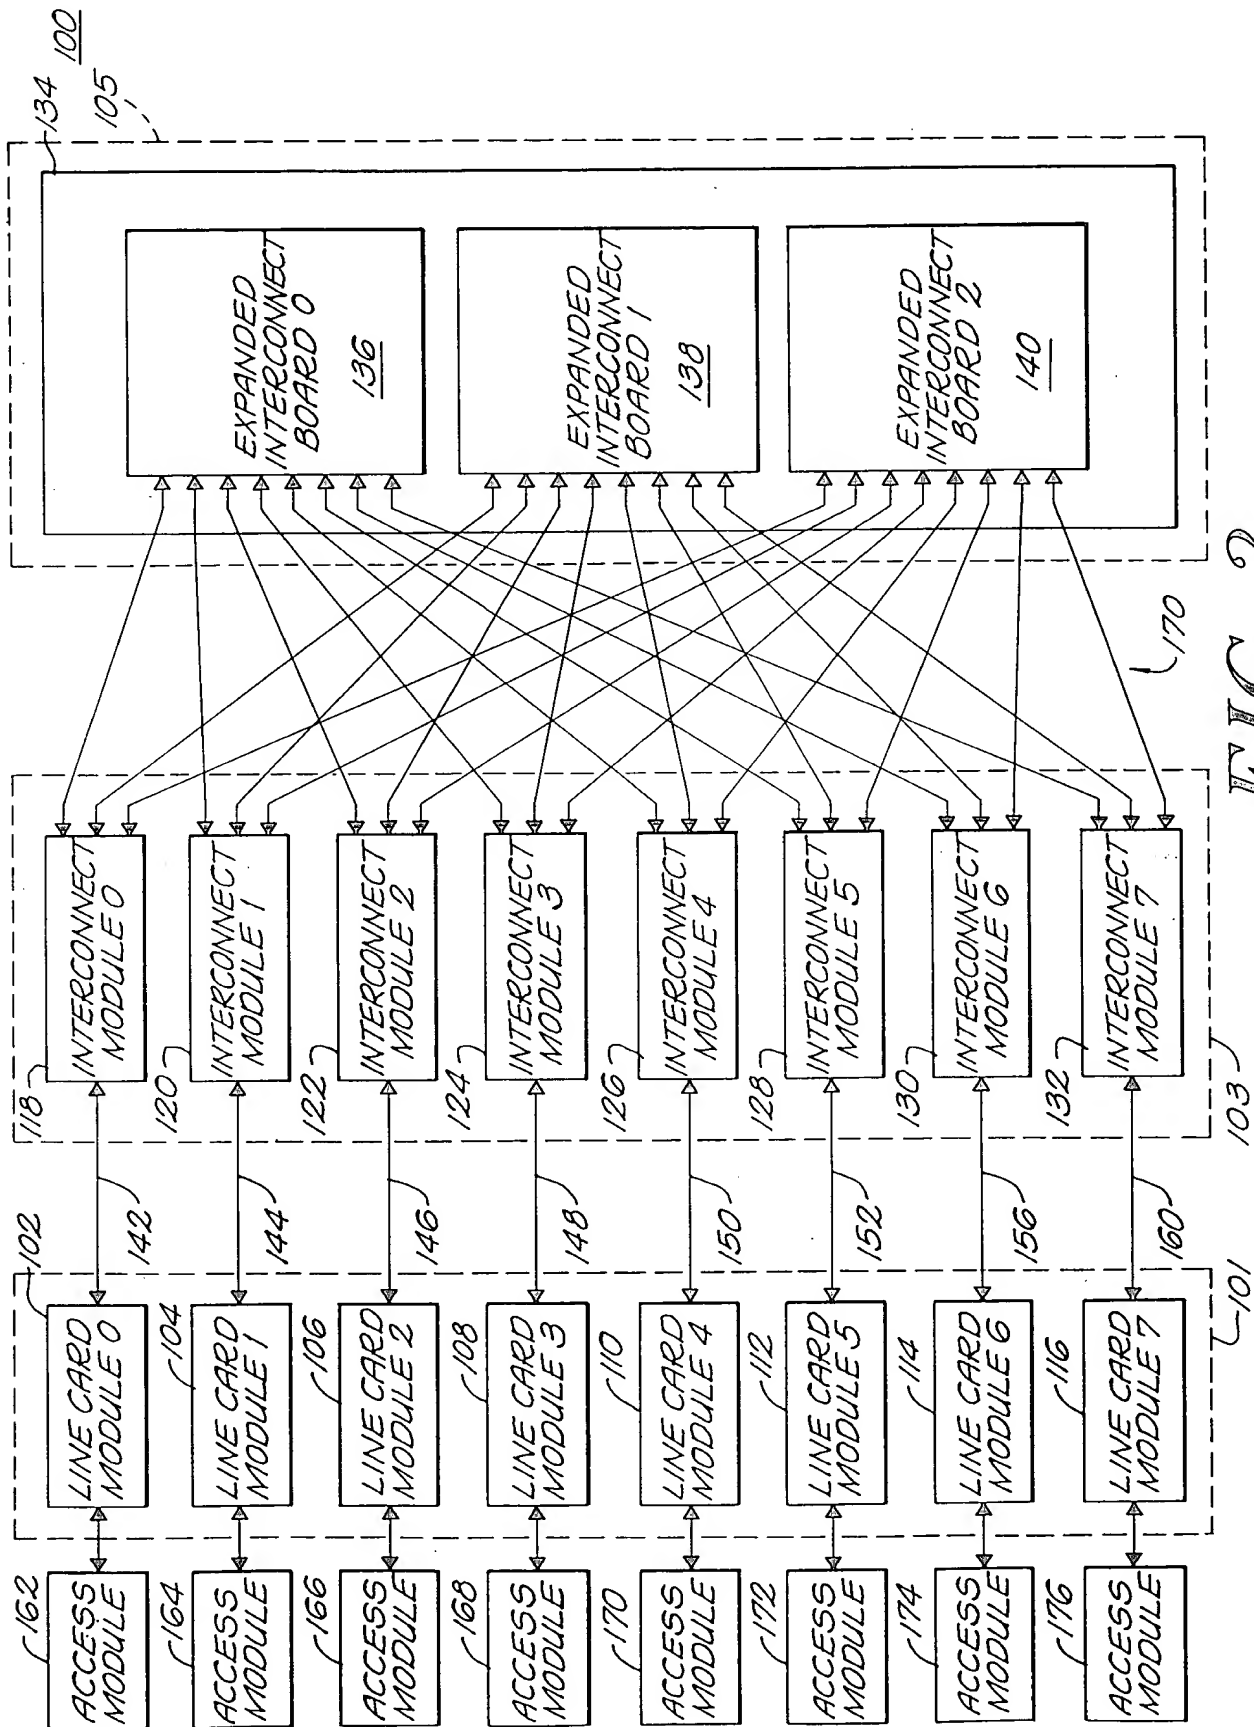 100
105
134
EXPANDED
INTERCONNECT
BOARD 0
136
EXPANDED
INTERCONNECT
BOARD 1
138
EXPANDED
INTERCONNECT
BOARD 2
140
170
118
INTERCONNECT
MODULE 0
120
INTERCONNECT
MODULE 1
122
INTERCONNECT
MODULE 2
124
INTERCONNECT
MODULE 3
126
INTERCONNECT
MODULE 4
128
INTERCONNECT
MODULE 5
130
INTERCONNECT
MODULE 6
132
INTERCONNECT
MODULE 7
103
142
144
146
148
150
152
156
160
102
LINE CARD
MODULE 0
104
LINE CARD
MODULE 1
106
LINE CARD
MODULE 2
108
LINE CARD
MODULE 3
110
LINE CARD
MODULE 4
112
LINE CARD
MODULE 5
114
LINE CARD
MODULE 6
116
LINE CARD
MODULE 7
101
162
ACCESS
MODULE
164
ACCESS
MODULE
166
ACCESS
MODULE
168
ACCESS
MODULE
170
ACCESS
MODULE
172
ACCESS
MODULE
174
ACCESS
MODULE
176
ACCESS
MODULE